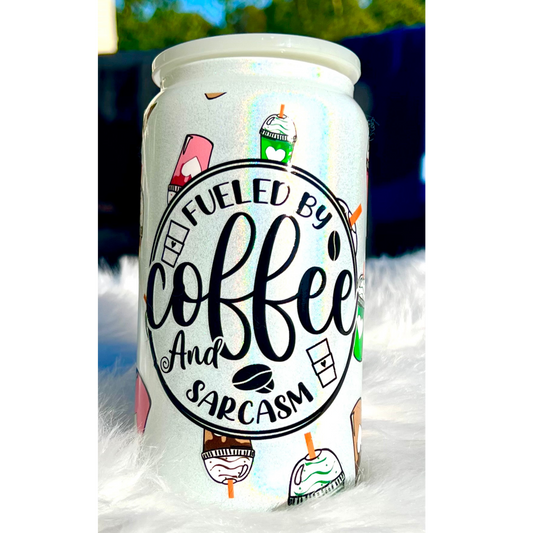 FUELED BY
coffee
And
SARCASM